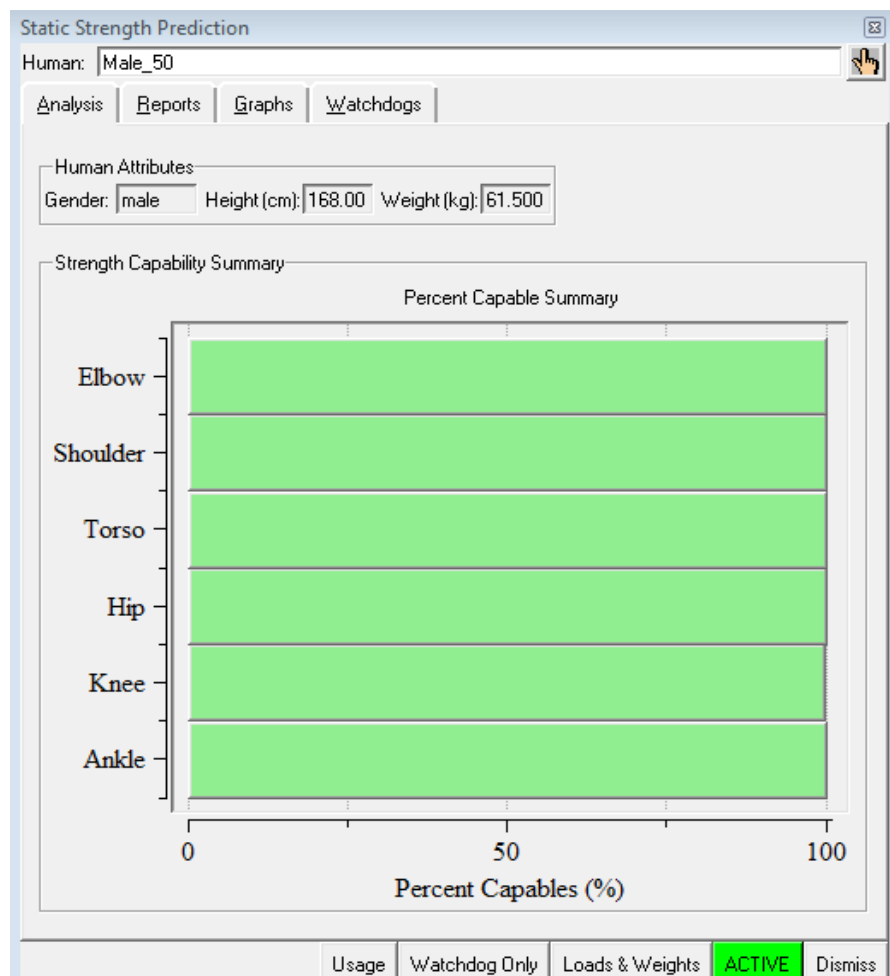 Static Strength Prediction
Human: Male_50
Analysis Reports Graphs Watchdogs
Human Attributes
Gender: male Height (cm): 168.00 Weight (kg): 61.500
Strength Capability Summary
Percent Capable Summary
Elbow
Shoulder
Torso
Hip
Knee
Ankle
0 50 100
Percent Capables (%)
Usage Watchdog Only Loads & Weights ACTIVE Dismiss